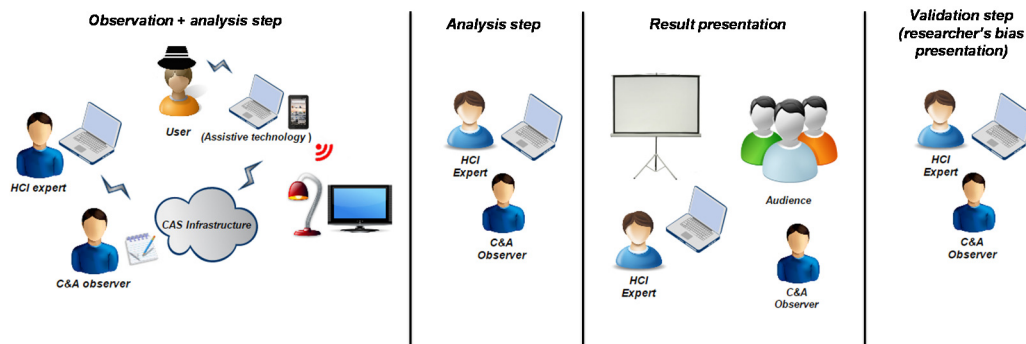 Observation + analysis step
User
(Assistive technology )
HCI expert
CAS Infrastructure
C&A observer
Analysis step
HCI
Expert
C&A
Observer
Result presentation
Audience
HCI
Expert
C&A
Observer
Validation step
(researcher's bias
presentation)
HCI
Expert
C&A
Observer